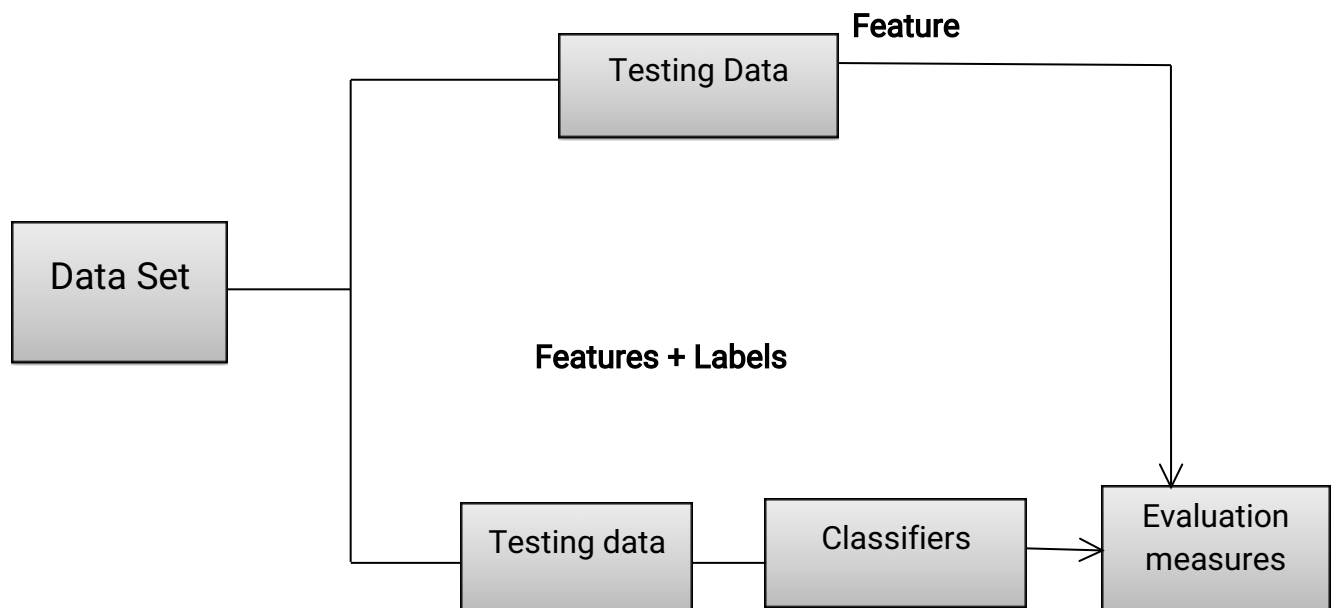 Feature
Testing Data
Data Set
Features + Labels
Testing data
Classifiers
Evaluation
measures